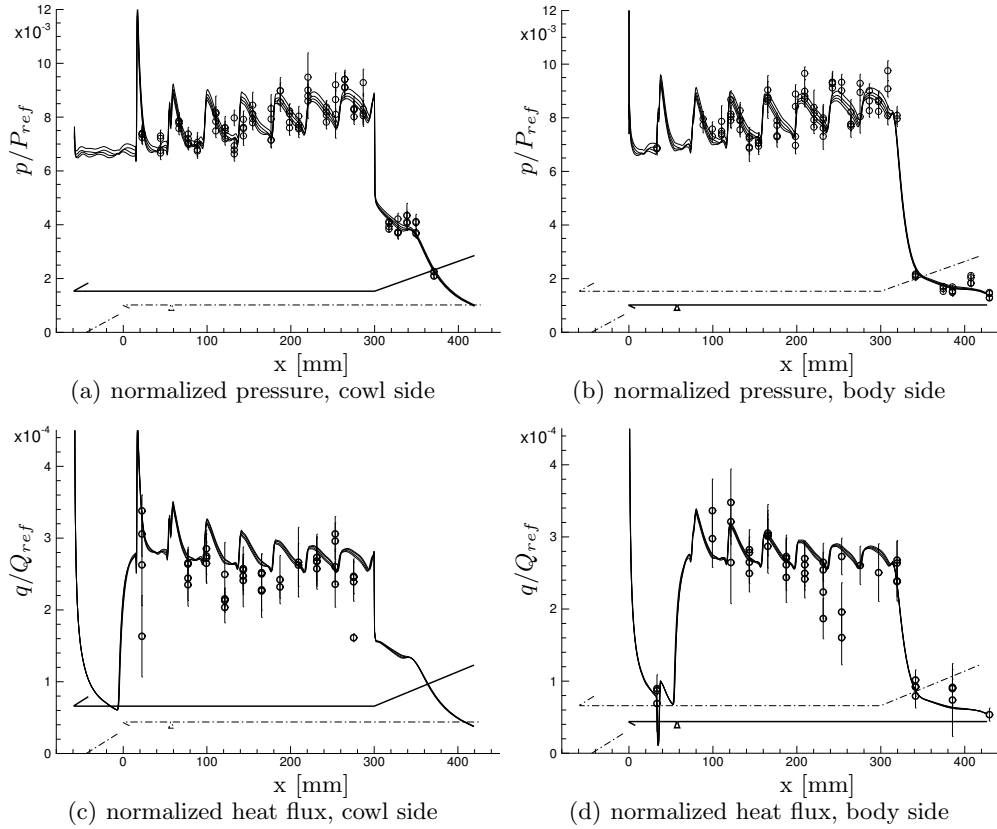 12
x10⁻³
10
8
6
4
2
0
p/P_ref
0 100 200 300 400
x [mm]
(a) normalized pressure, cowl side
12
x10⁻³
10
8
6
4
2
0
p/P_ref
0 100 200 300 400
x [mm]
(b) normalized pressure, body side
x10⁻⁴
4
3
2
1
0
q/Q_ref
0 100 200 300 400
x [mm]
(c) normalized heat flux, cowl side
x10⁻⁴
4
3
2
1
0
q/Q_ref
0 100 200 300 400
x [mm]
(d) normalized heat flux, body side